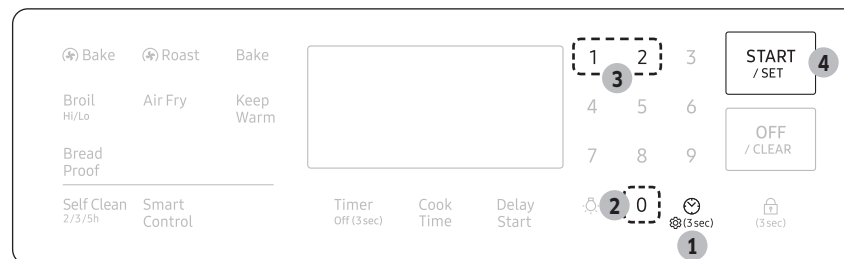 Bake Roast Bake
1 2 3
START
/ SET
4
3
Broil
Hi/Lo
Air Fry
Keep
Warm
4 5 6
OFF
/ CLEAR
Bread
Proof
7 8 9
Self Clean
2/3/5h
Smart
Control
Timer
Off (3 sec)
Cook
Time
Delay
Start
2
0
(3 sec)
1
(3 sec)